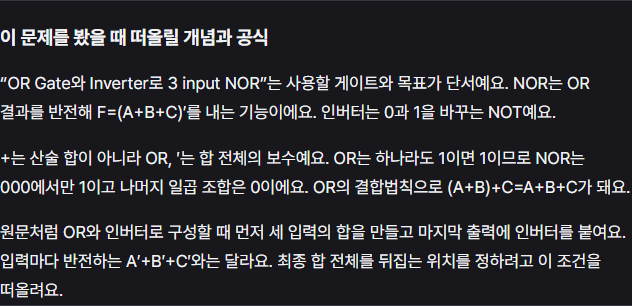 이 문제를 봤을 때 떠올릴 개념과 공식
“OR Gate와 Inverter로 3 input NOR”는 사용할 게이트와 목표가 단서예요. NOR는 OR
결과를 반전해 F=(A+B+C)’를 내는 기능이에요. 인버터는 0과 1을 바꾸는 NOT예요.
+는 산술 합이 아니라 OR, ’는 합 전체의 보수예요. OR는 하나라도 1이면 1이므로 NOR는
000에서만 1이고 나머지 일곱 조합은 0이에요. OR의 결합법칙으로 (A+B)+C=A+B+C가 돼요.
원문처럼 OR와 인버터로 구성할 때 먼저 세 입력의 합을 만들고 마지막 출력에 인버터를 붙여요.
입력마다 반전하는 A’+B’+C’와는 달라요. 최종 합 전체를 뒤집는 위치를 정하려고 이 조건을
떠올려요.